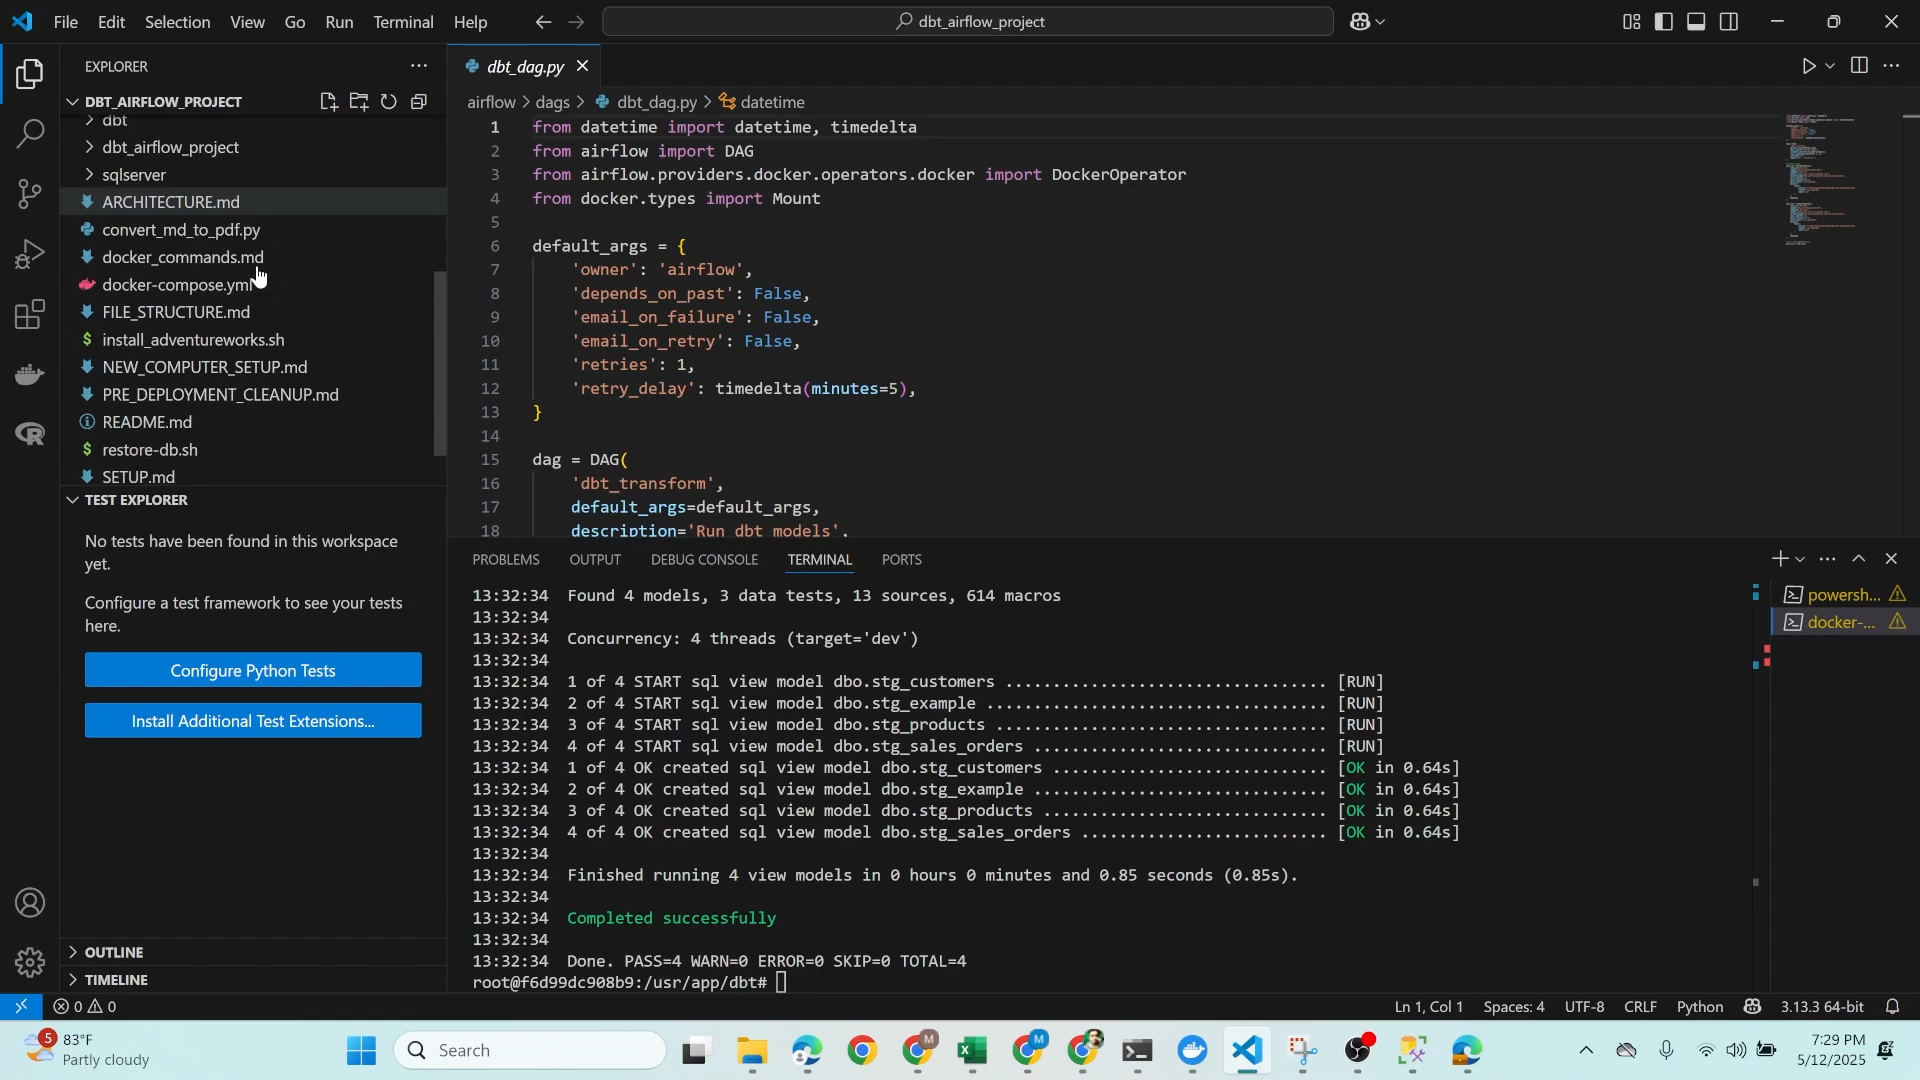 File Edit Selection View Go Run Terminal Help
dbt_airflow_project
EXPLORER
DBT_AIRFLOW_PROJECT
dbt
dbt_airflow_project
sqlserver
ARCHITECTURE.md
convert_md_to_pdf.py
docker_commands.md
docker-compose.yml
FILE_STRUCTURE.md
install_adventureworks.sh
NEW_COMPUTER_SETUP.md
PRE_DEPLOYMENT_CLEANUP.md
README.md
restore-db.sh
SETUP.md
TEST EXPLORER
No tests have been found in this workspace
yet.
Configure a test framework to see your tests
here.
Configure Python Tests
Install Additional Test Extensions...
OUTLINE
TIMELINE
dbt_dag.py
airflow > dags > dbt_dag.py > datetime
1 from datetime import datetime, timedelta
2 from airflow import DAG
3 from airflow.providers.docker.operators.docker import DockerOperator
4 from docker.types import Mount
5
6 default_args = {
7 'owner': 'airflow',
8 'depends_on_past': False,
9 'email_on_failure': False,
10 'email_on_retry': False,
11 'retries': 1,
12 'retry_delay': timedelta(minutes=5),
13 }
14
15 dag = DAG(
16 'dbt_transform',
17 default_args=default_args,
18 description='Run dbt models',
PROBLEMS OUTPUT DEBUG CONSOLE TERMINAL PORTS
powersh...
docker-...
13:32:34 Found 4 models, 3 data tests, 13 sources, 614 macros
13:32:34
13:32:34 Concurrency: 4 threads (target='dev')
13:32:34
13:32:34 1 of 4 START sql view model dbo.stg_customers .................................. [RUN]
13:32:34 2 of 4 START sql view model dbo.stg_example .................................... [RUN]
13:32:34 3 of 4 START sql view model dbo.stg_products ................................... [RUN]
13:32:34 4 of 4 START sql view model dbo.stg_sales_orders ............................... [RUN]
13:32:34 1 of 4 OK created sql view model dbo.stg_customers ............................. [OK in 0.64s]
13:32:34 2 of 4 OK created sql view model dbo.stg_example ............................... [OK in 0.64s]
13:32:34 3 of 4 OK created sql view model dbo.stg_products .............................. [OK in 0.64s]
13:32:34 4 of 4 OK created sql view model dbo.stg_sales_orders .......................... [OK in 0.64s]
13:32:34
13:32:34 Finished running 4 view models in 0 hours 0 minutes and 0.85 seconds (0.85s).
13:32:34
13:32:34 Completed successfully
13:32:34
13:32:34 Done. PASS=4 WARN=0 ERROR=0 SKIP=0 TOTAL=4
root@f6d99dc908b9:/usr/app/dbt#
0 0 Ln 1, Col 1 Spaces: 4 UTF-8 CRLF Python 3.13.3 64-bit
5
83°F
Partly cloudy
Search
M
M
7:29 PM
5/12/2025